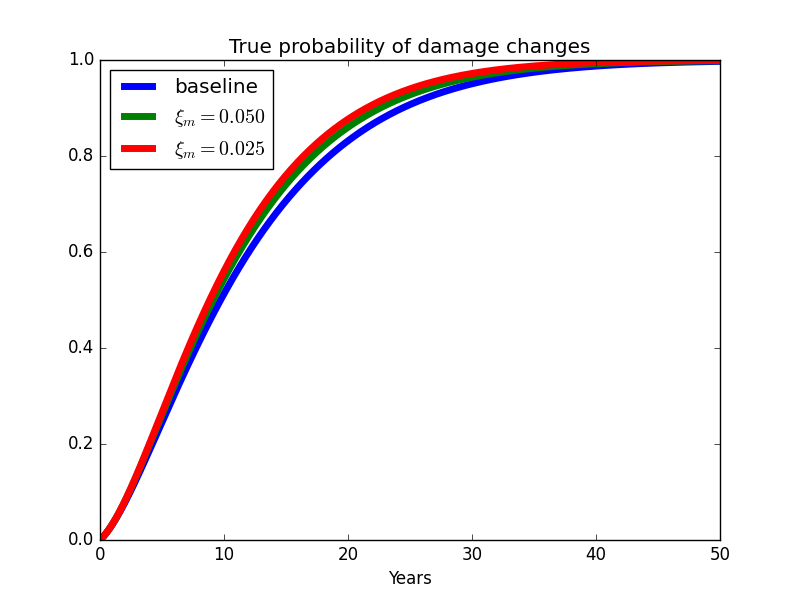 True probability of damage changes
1.0
0.8
0.6
0.4
0.2
0.0
baseline
ξₘ = 0.050
ξₘ = 0.025
0 10 20 30 40 50
Years